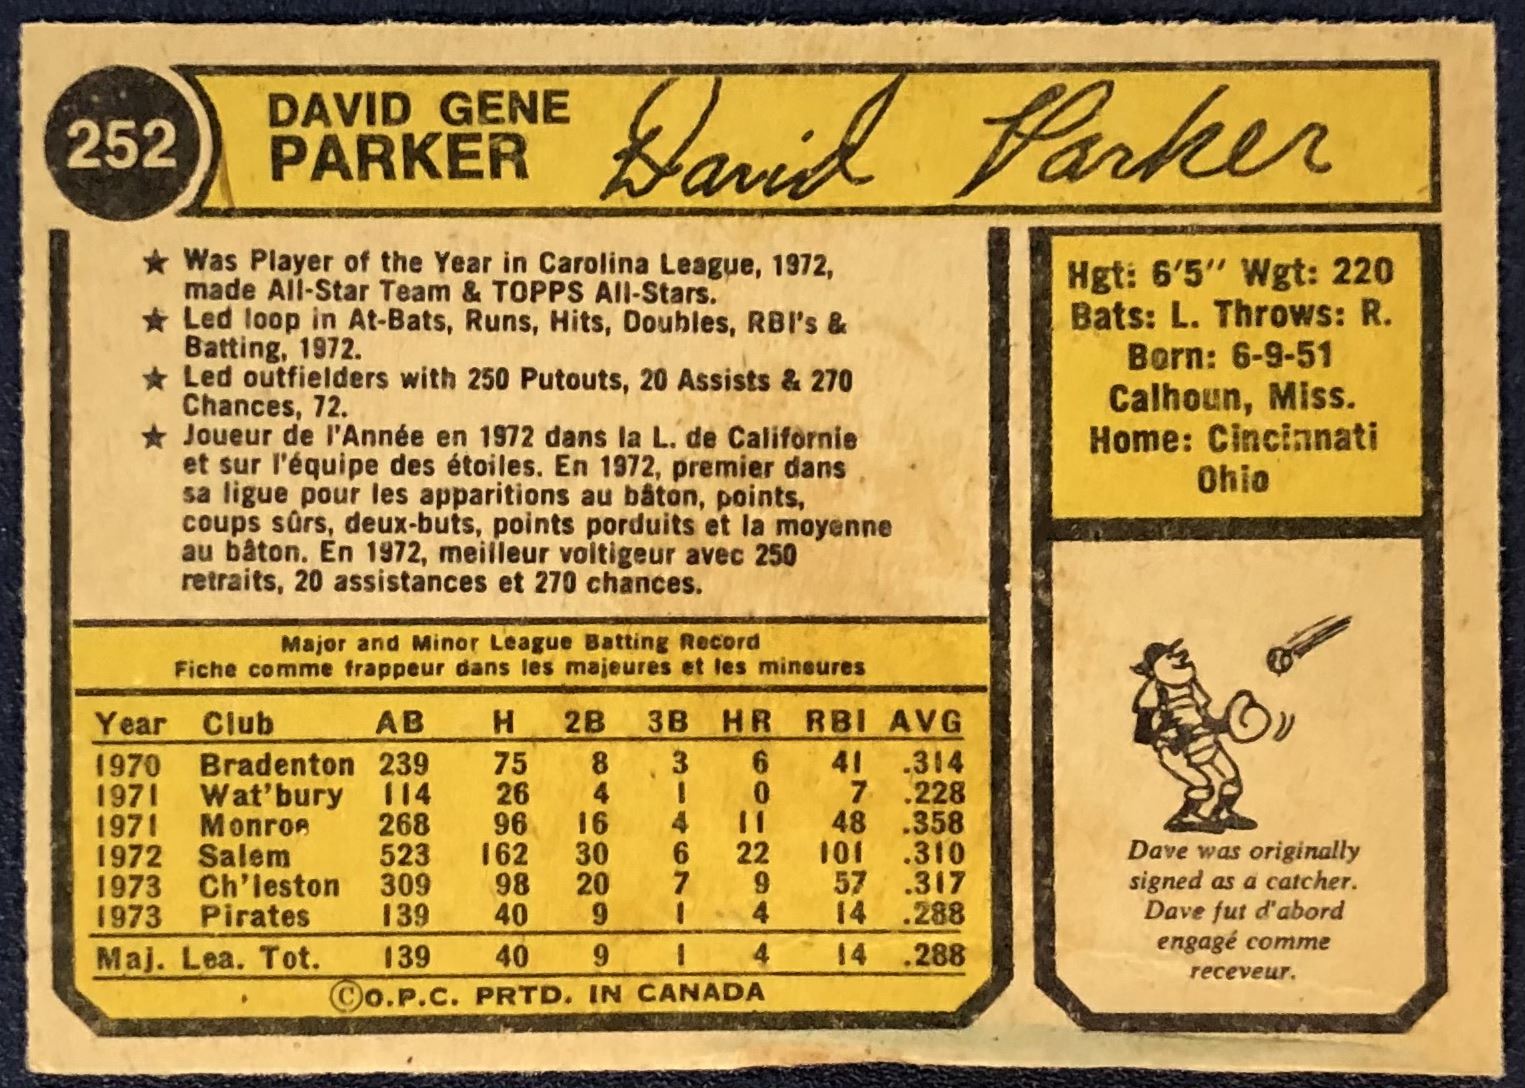 252
DAVID GENE
PARKER
David Parker
★ Was Player of the Year in Carolina League, 1972,
made All-Star Team & TOPPS All-Stars.
★ Led loop in At-Bats, Runs, Hits, Doubles, RBI's &
Batting, 1972.
★ Led outfielders with 250 Putouts, 20 Assists & 270
Chances, 72.
★ Joueur de l'Année en 1972 dans la L. de Californie
et sur l'équipe des étoiles. En 1972, premier dans
sa ligue pour les apparitions au bâton, points,
coups sûrs, deux-buts, points porduits et la moyenne
au bâton. En 1972, meilleur voltigeur avec 250
retraits, 20 assistances et 270 chances.
Hgt: 6'5" Wgt: 220
Bats: L. Throws: R.
Born: 6-9-51
Calhoun, Miss.
Home: Cincinnati
Ohio
Major and Minor League Batting Record
Fiche comme frappeur dans les majeures et les mineures
Year Club AB H 2B 3B HR RBI AVG
1970 Bradenton 239 75 8 3 6 41 .314
1971 Wat'bury 114 26 4 1 0 7 .228
1971 Monroe 268 96 16 4 11 48 .358
1972 Salem 523 162 30 6 22 101 .310
1973 Ch'leston 309 98 20 7 9 57 .317
1973 Pirates 139 40 9 1 4 14 .288
Maj. Lea. Tot. 139 40 9 1 4 14 .288
©O.P.C. PRTD. IN CANADA
Dave was originally
signed as a catcher.
Dave fut d'abord
engagé comme
receveur.